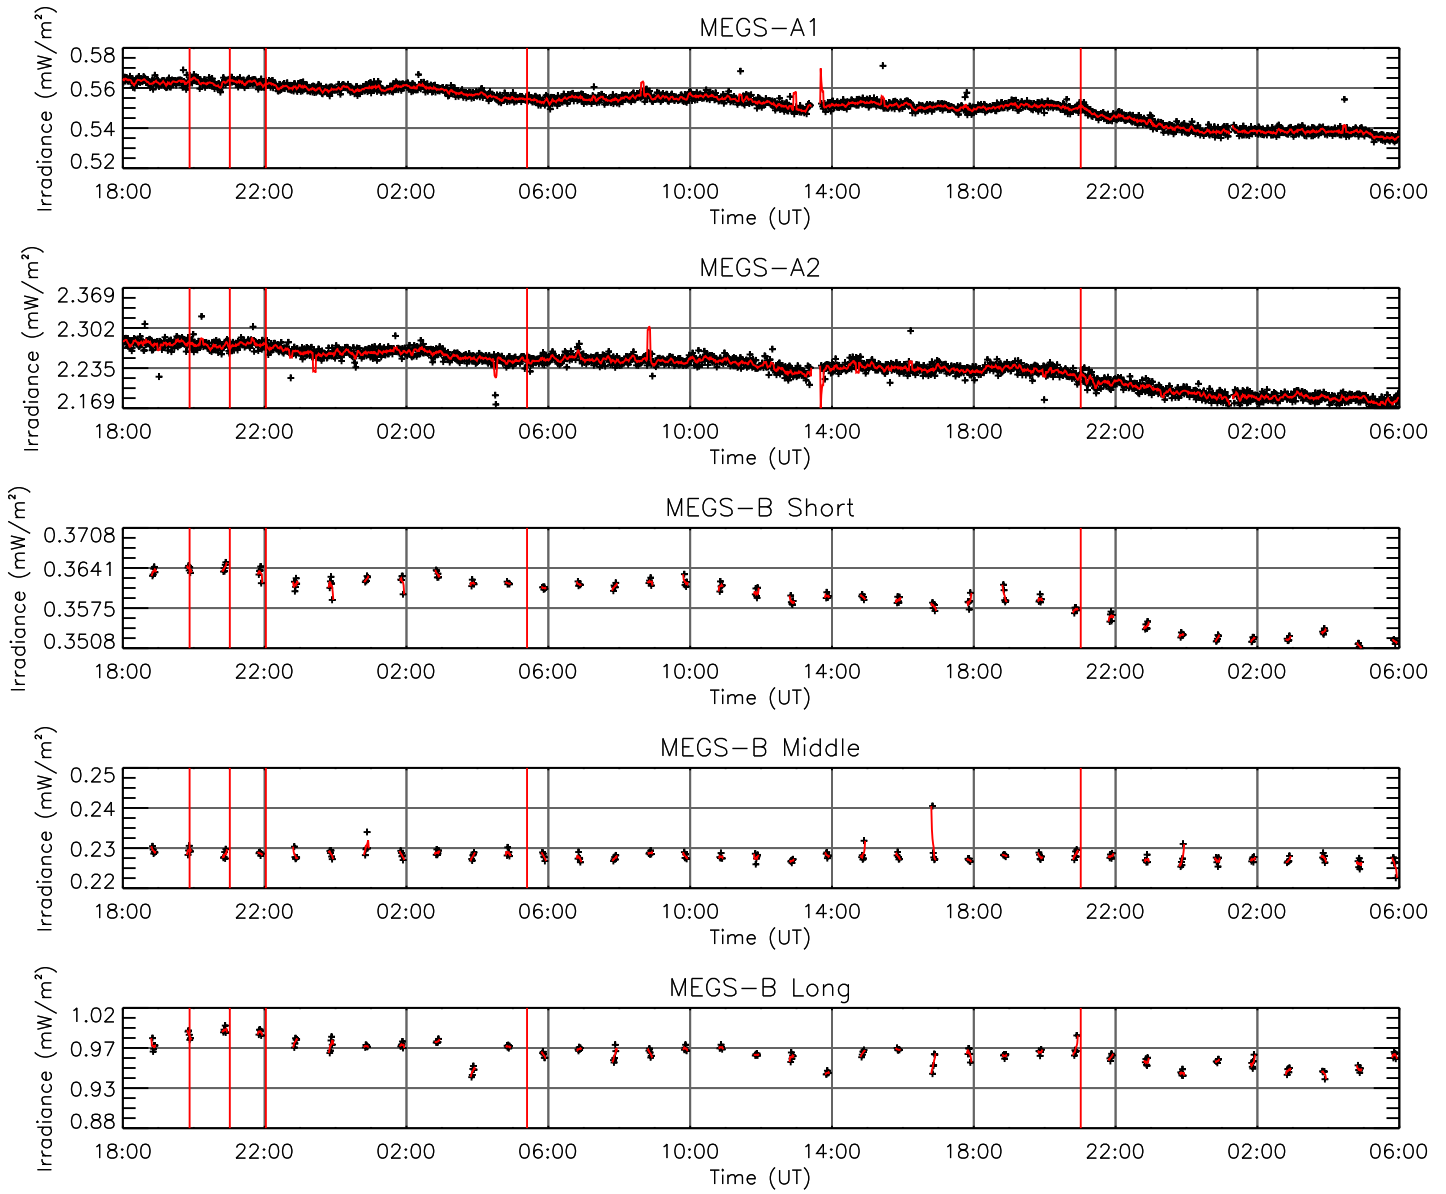 MEGS-A1
Irradiance (mW/m²)
0.58
0.56
0.54
0.52
18:00 22:00 02:00 06:00 10:00 14:00 18:00 22:00 02:00 06:00
Time (UT)
MEGS-A2
Irradiance (mW/m²)
2.369
2.302
2.235
2.169
18:00 22:00 02:00 06:00 10:00 14:00 18:00 22:00 02:00 06:00
Time (UT)
MEGS-B Short
Irradiance (mW/m²)
0.3708
0.3641
0.3575
0.3508
18:00 22:00 02:00 06:00 10:00 14:00 18:00 22:00 02:00 06:00
Time (UT)
MEGS-B Middle
Irradiance (mW/m²)
0.25
0.24
0.23
0.22
18:00 22:00 02:00 06:00 10:00 14:00 18:00 22:00 02:00 06:00
Time (UT)
MEGS-B Long
Irradiance (mW/m²)
1.02
0.97
0.93
0.88
18:00 22:00 02:00 06:00 10:00 14:00 18:00 22:00 02:00 06:00
Time (UT)